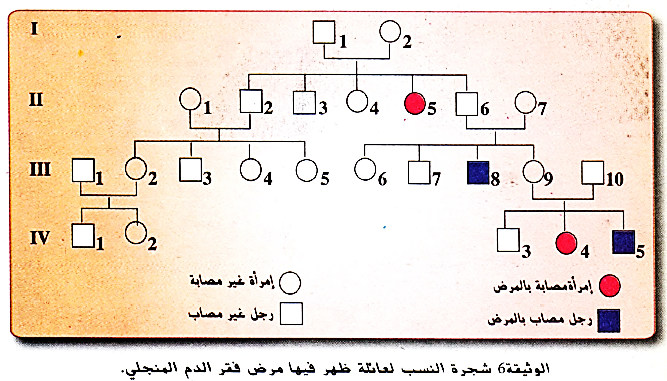 I 1 2
II 1 2 3 4 5 6 7
III 1 2 3 4 5 6 7 8 9 10
IV 1 2 3 4 5
إمرأة غير مصابة
إمرأة مصابة بالمرض
رجل غير مصاب
رجل مصاب بالمرض
الوثيقة6 شجرة النسب لعائلة ظهر فيها مرض فقر الدم المنجلي.